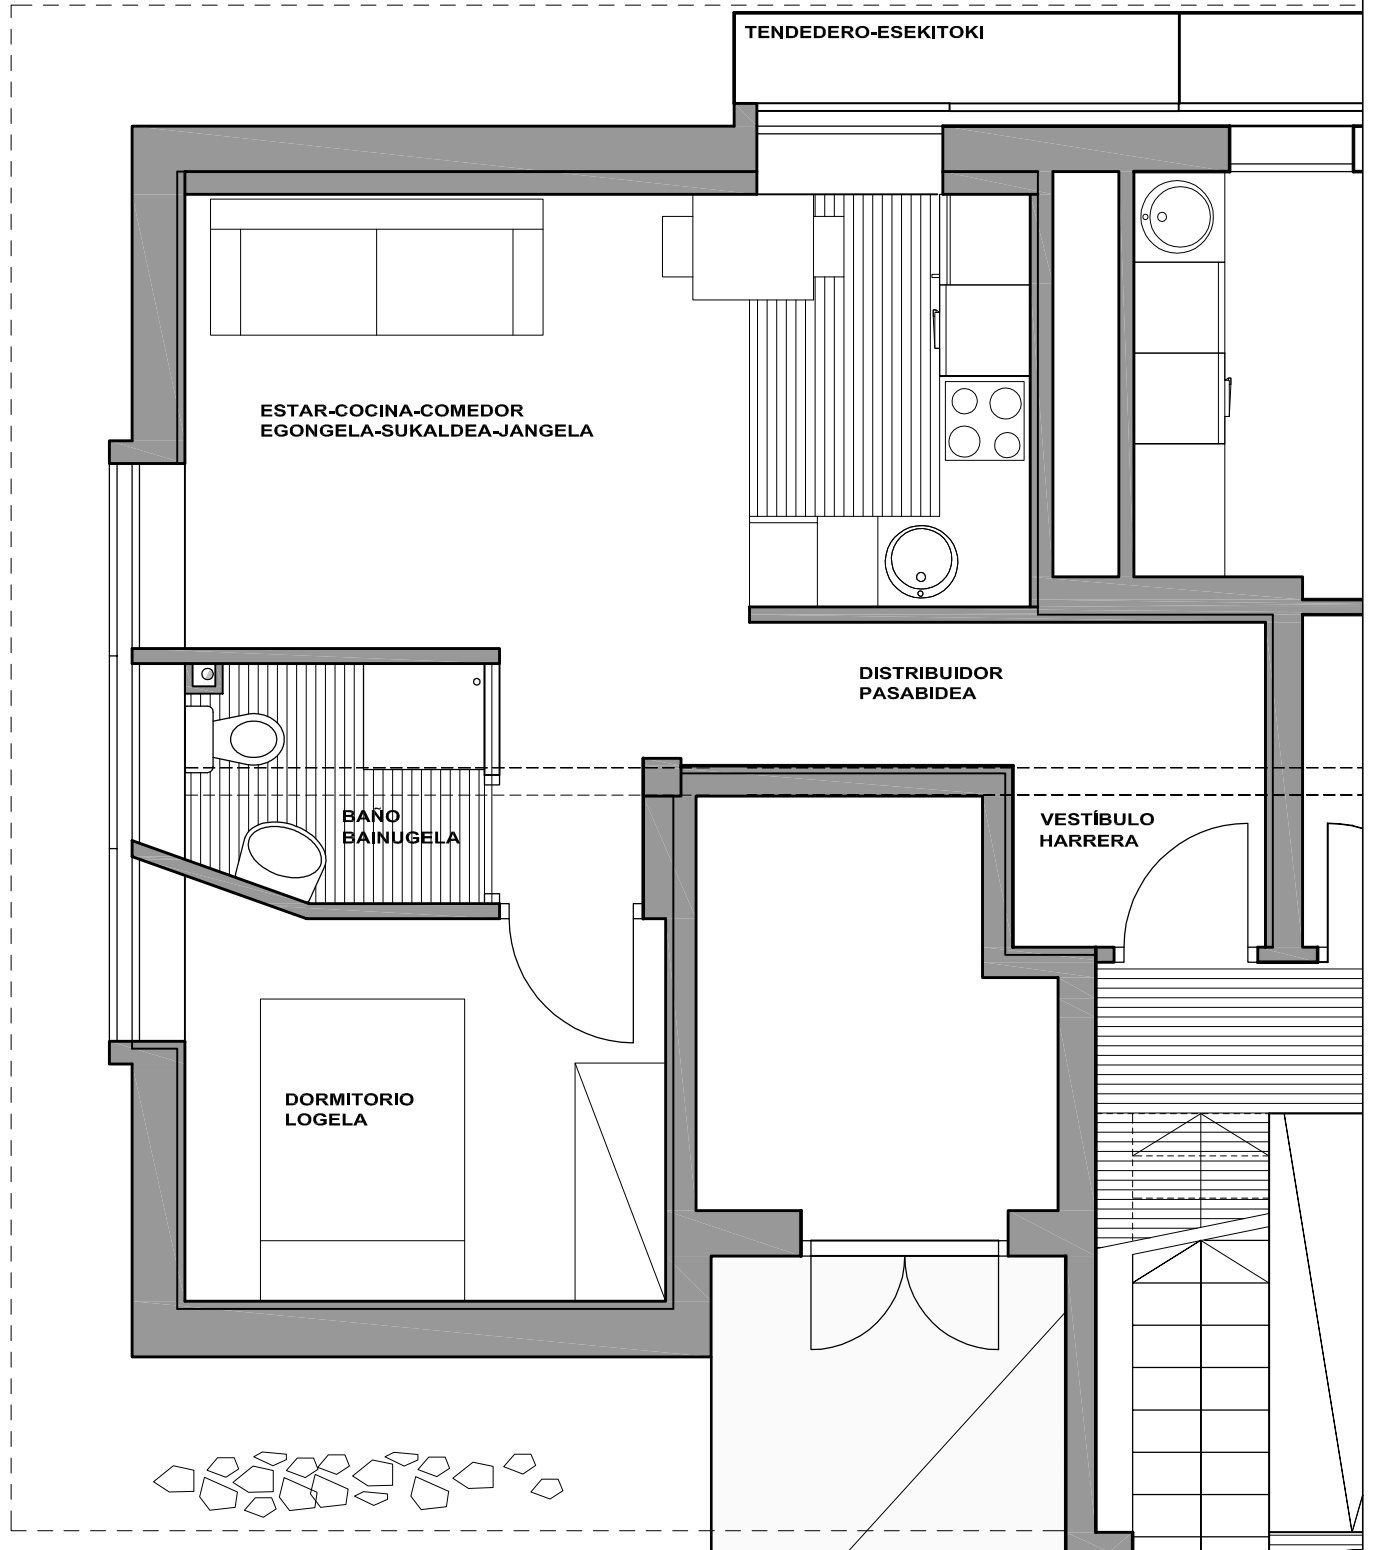 TENDEDERO-ESEKITOKI
ESTAR-COCINA-COMEDOR
EGONGELA-SUKALDEA-JANGELA
DISTRIBUIDOR
PASABIDEA
BAÑO
BAINUGELA
VESTÍBULO
HARRERA
DORMITORIO
LOGELA